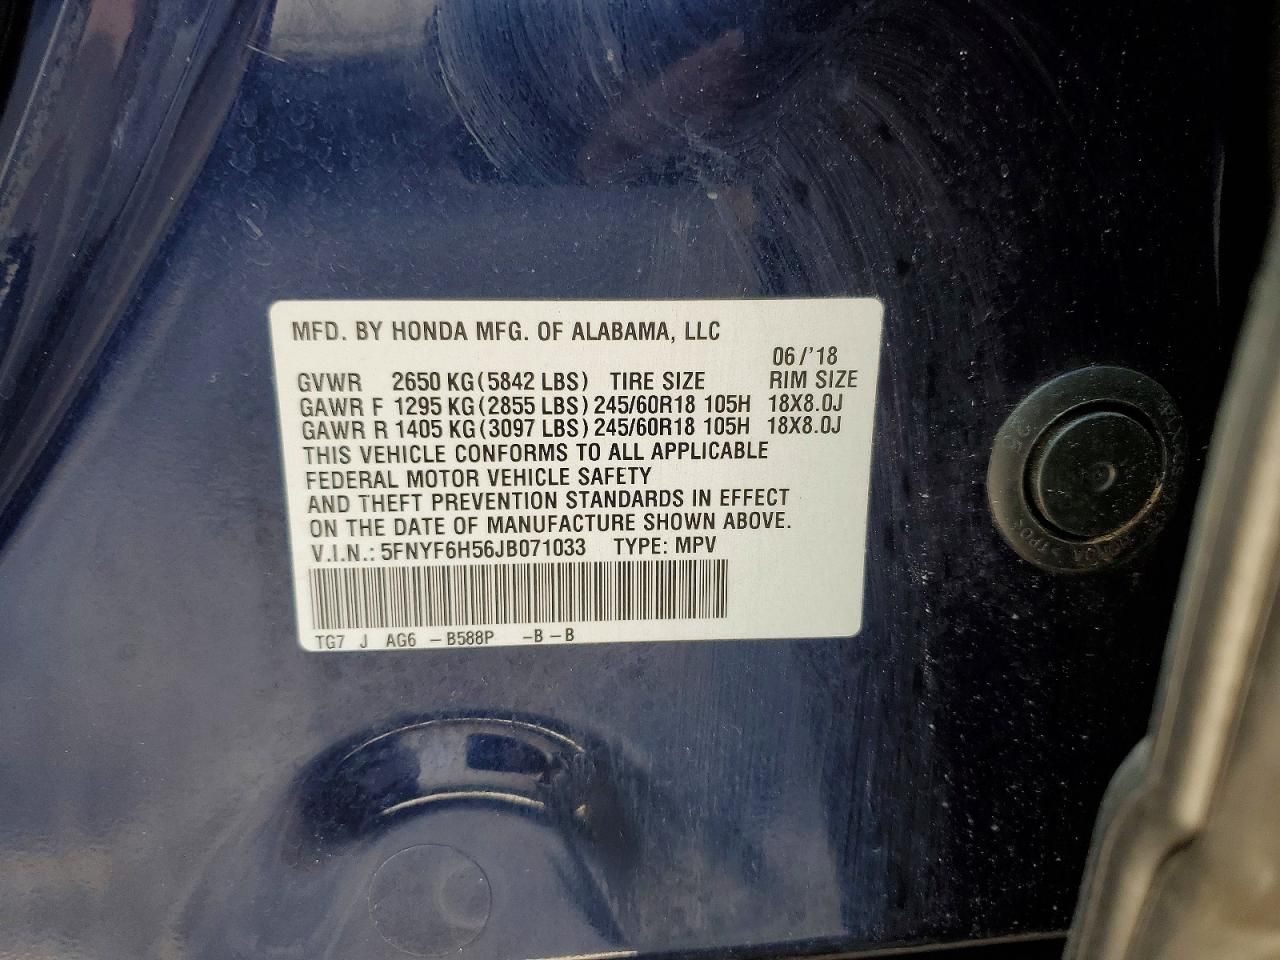 MFD. BY HONDA MFG. OF ALABAMA, LLC
06/'18
GVWR 2650 KG(5842 LBS) TIRE SIZE RIM SIZE
GAWR F 1295 KG(2855 LBS) 245/60R18 105H 18X8.0J
GAWR R 1405 KG(3097 LBS) 245/60R18 105H 18X8.0J
THIS VEHICLE CONFORMS TO ALL APPLICABLE
FEDERAL MOTOR VEHICLE SAFETY
AND THEFT PREVENTION STANDARDS IN EFFECT
ON THE DATE OF MANUFACTURE SHOWN ABOVE.
V.I.N.: 5FNYF6H56JB071033 TYPE: MPV
TG7 J AG6 -B588P -B-B